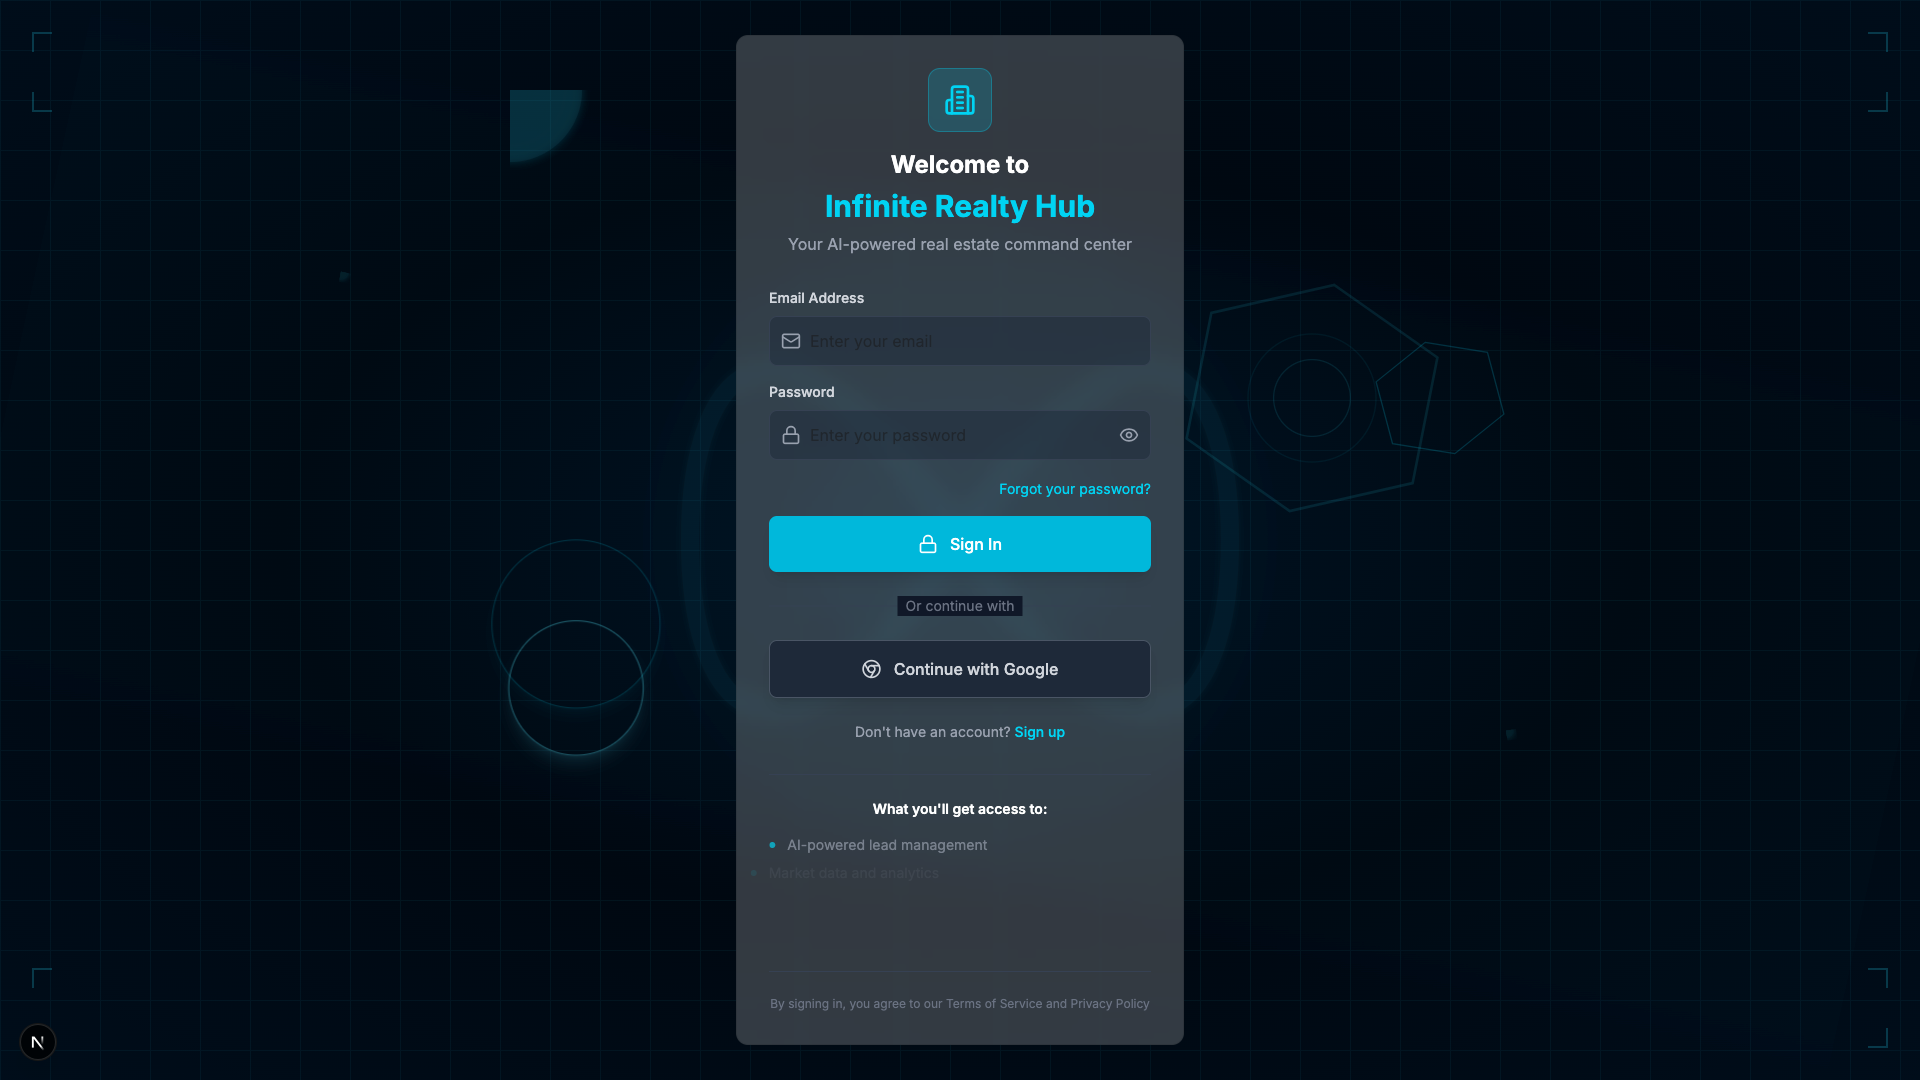 Welcome to
Infinite Realty Hub
Your AI-powered real estate command center
Email Address
Enter your email
Password
Enter your password
Forgot your password?
Sign In
Or continue with
Continue with Google
Don't have an account? Sign up
What you'll get access to:
AI-powered lead management
Market data and analytics
By signing in, you agree to our Terms of Service and Privacy Policy
N